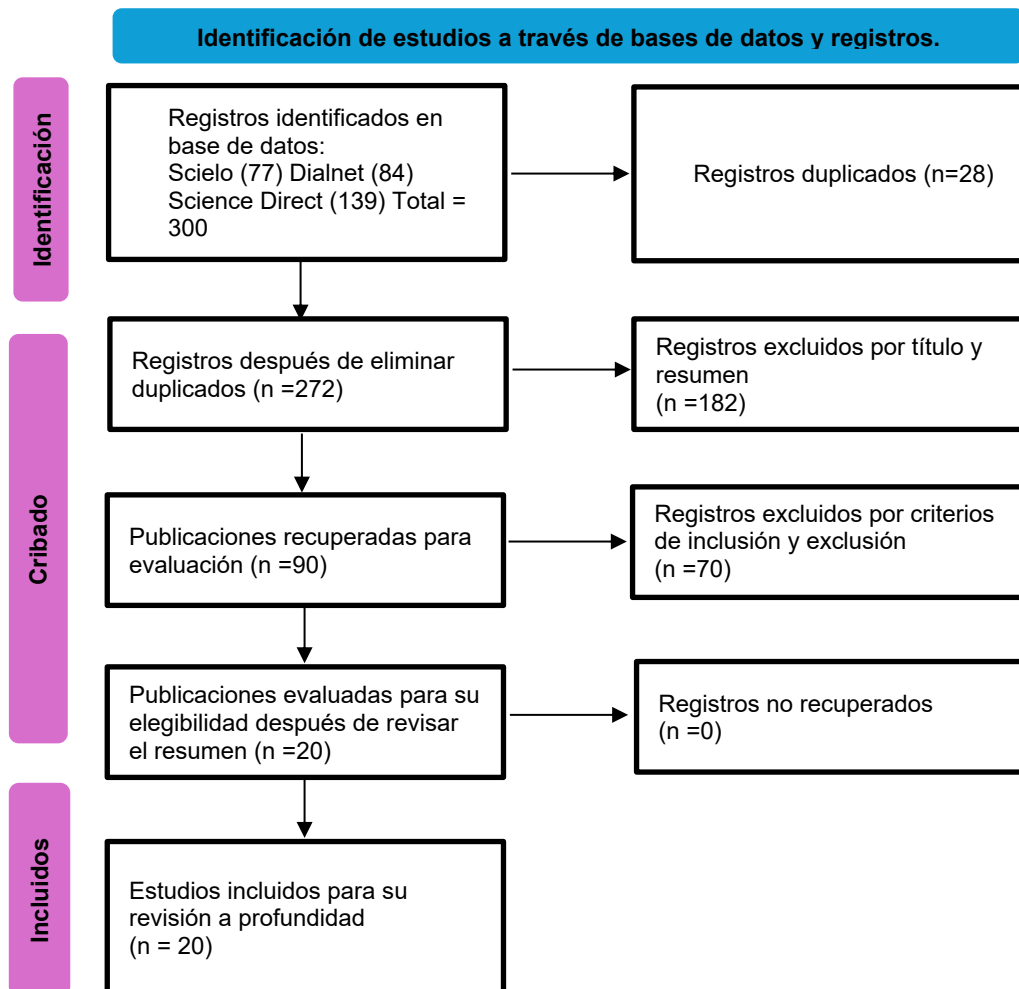 Identificación de estudios a través de bases de datos y registros.
Identificación
Registros identificados en
base de datos:
Scielo (77) Dialnet (84)
Science Direct (139) Total =
300
Registros duplicados (n=28)
Cribado
Registros después de eliminar
duplicados (n =272)
Registros excluidos por título y
resumen
(n =182)
Publicaciones recuperadas para
evaluación (n =90)
Registros excluidos por criterios
de inclusión y exclusión
(n =70)
Publicaciones evaluadas para su
elegibilidad después de revisar
el resumen (n =20)
Registros no recuperados
(n =0)
Incluidos
Estudios incluidos para su
revisión a profundidad
(n = 20)